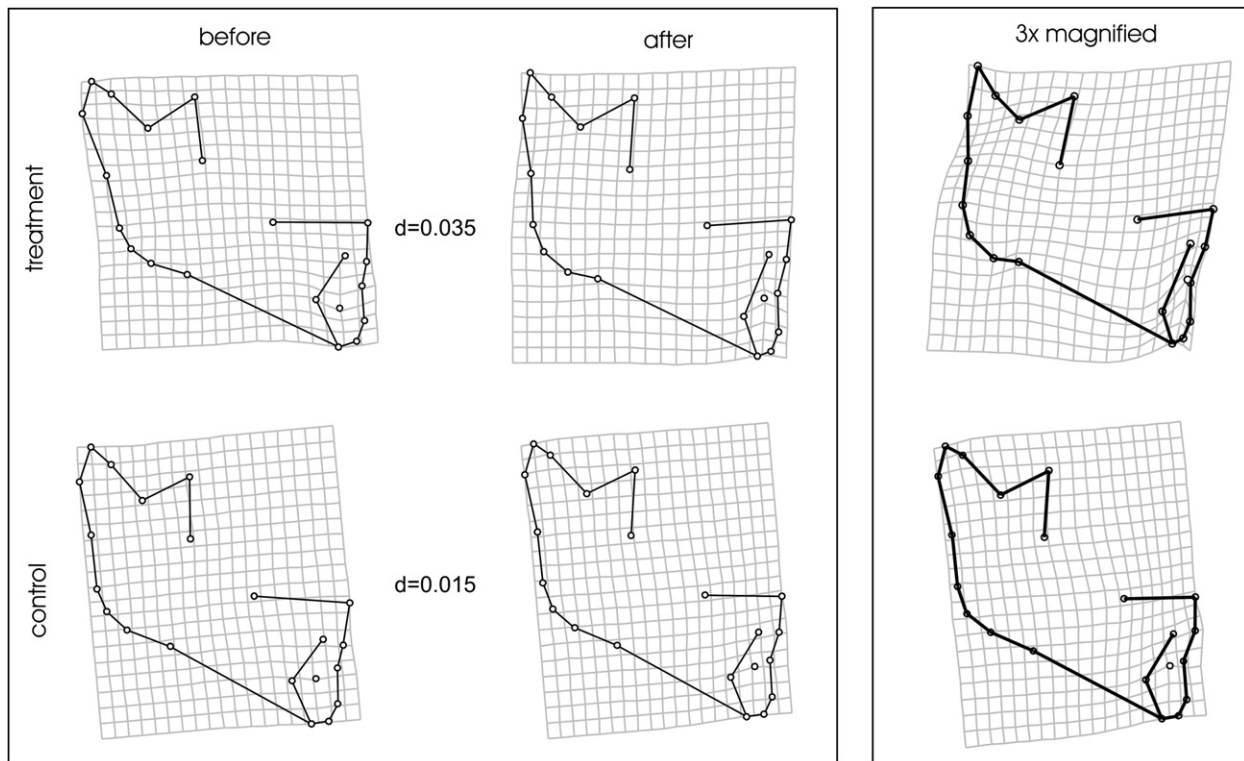 before
after
3x magnified
treatment
d=0.035
control
d=0.015